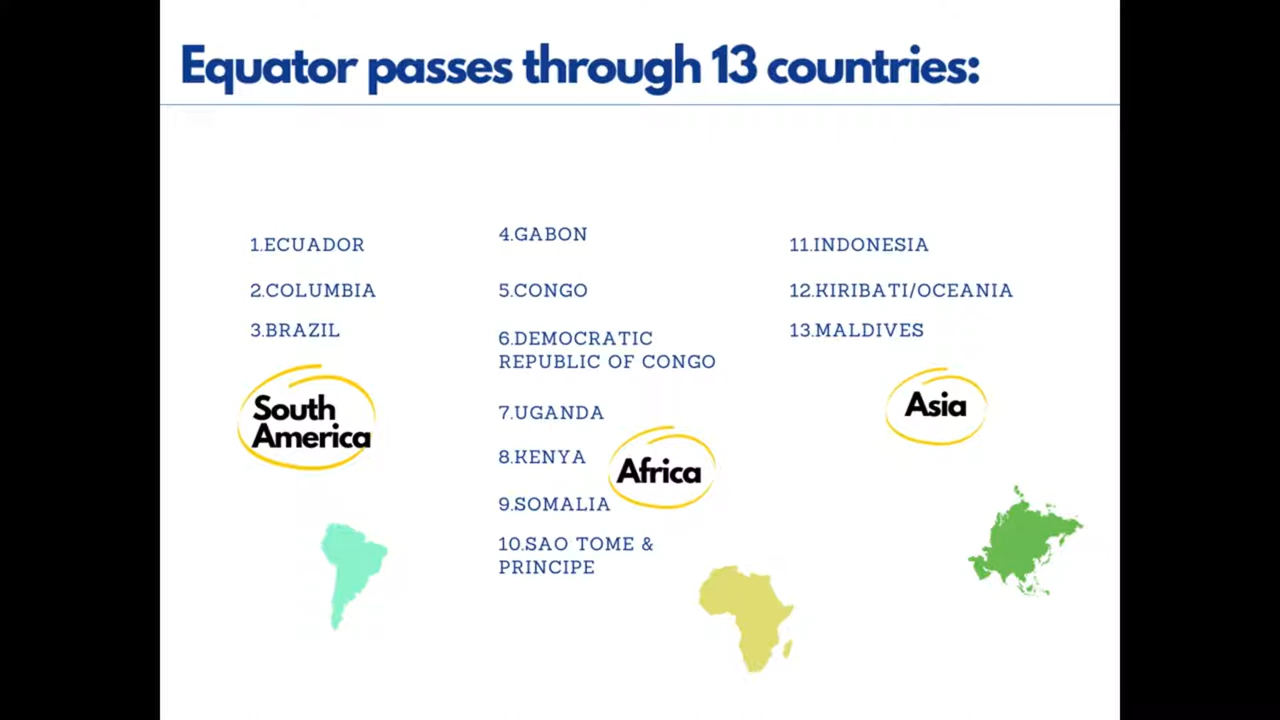 Equator passes through 13 countries:
1.ECUADOR
2.COLUMBIA
3.BRAZIL
South
America
4.GABON
5.CONGO
6.DEMOCRATIC
REPUBLIC OF CONGO
7.UGANDA
8.KENYA
9.SOMALIA
10.SAO TOME &
PRINCIPE
Africa
11.INDONESIA
12.KIRIBATI/OCEANIA
13.MALDIVES
Asia